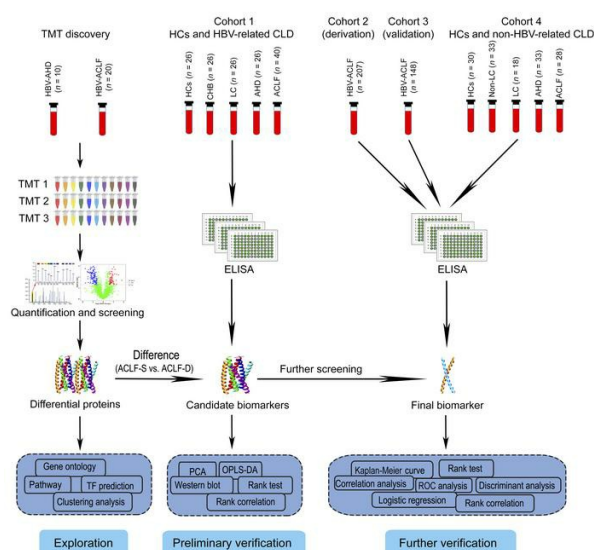 TMT discovery
Cohort 1
HCs and HBV-related CLD
Cohort 2
(derivation)
Cohort 3
(validation)
Cohort 4
HCs and non-HBV-related CLD
HBV-AHD
(n = 10)
HBV-ACLF
(n = 20)
HCs (n = 26)
CHB (n = 26)
LC (n = 26)
AHD (n = 26)
ACLF (n = 40)
HBV-ACLF
(n = 207)
HBV-ACLF
(n = 148)
HCs (n = 30)
Non-LC (n = 33)
LC (n = 18)
AHD (n = 33)
ACLF (n = 28)
TMT 1
TMT 2
TMT 3
ELISA
ELISA
Quantification and screening
Difference
(ACLF-S vs. ACLF-D)
Further screening
Differential proteins
Candidate biomarkers
Final biomarker
Gene ontology
Pathway
TF prediction
Clustering analysis
PCA
OPLS-DA
Western blot
Rank test
Rank correlation
Kaplan-Meier curve
Rank test
Correlation analysis
ROC analysis
Discriminant analysis
Logistic regression
Rank correlation
Exploration
Preliminary verification
Further verification